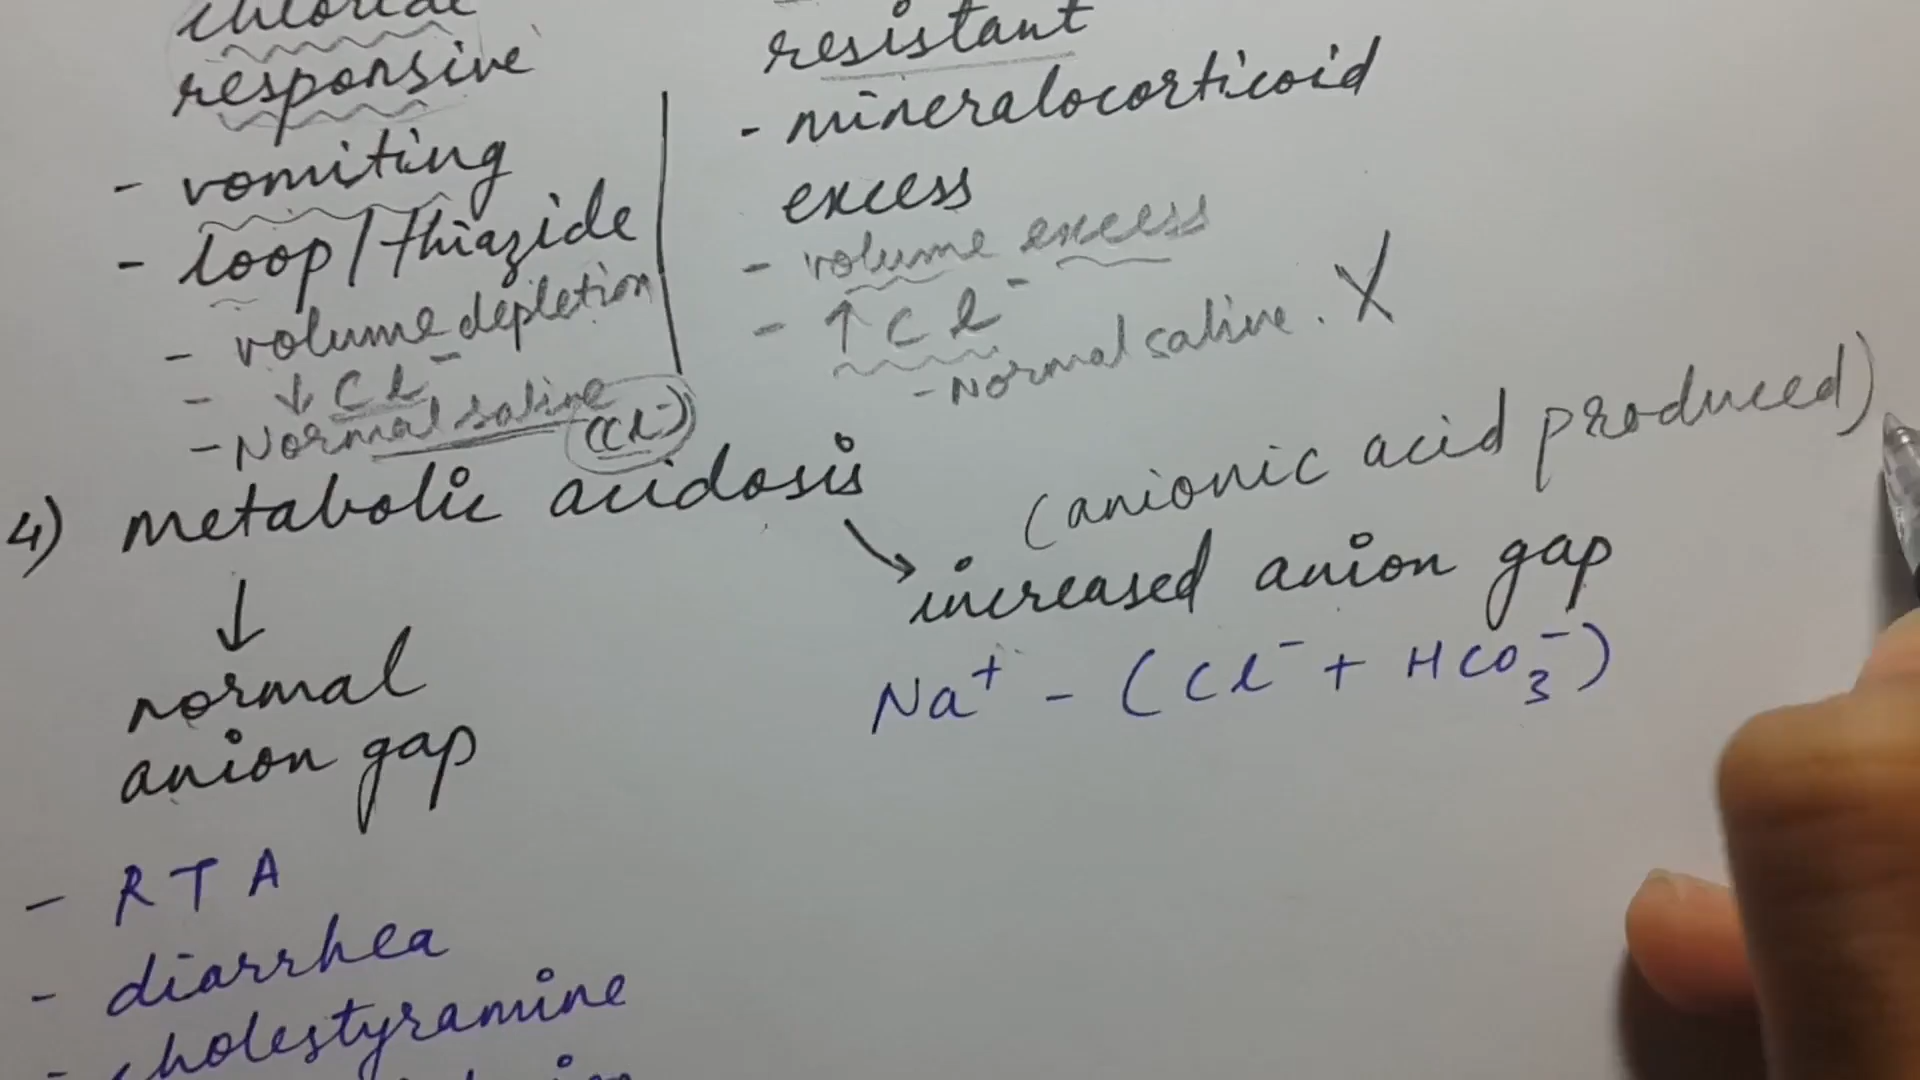 chloride
responsive
- vomiting
- loop/thiazide
- volume depletion
- ↓ Cl⁻
- Normal saline
(Cl⁻)
resistant
- mineralocorticoid
excess
- volume excess
- ↑ Cl⁻
- Normal saline. X
4) metabolic acidosis
↓
normal
anion gap
- RTA
- diarrhea
- cholestyramine
→ (anionic acid produced)
increased anion gap
Na⁺ - (Cl⁻ + HCO₃⁻)